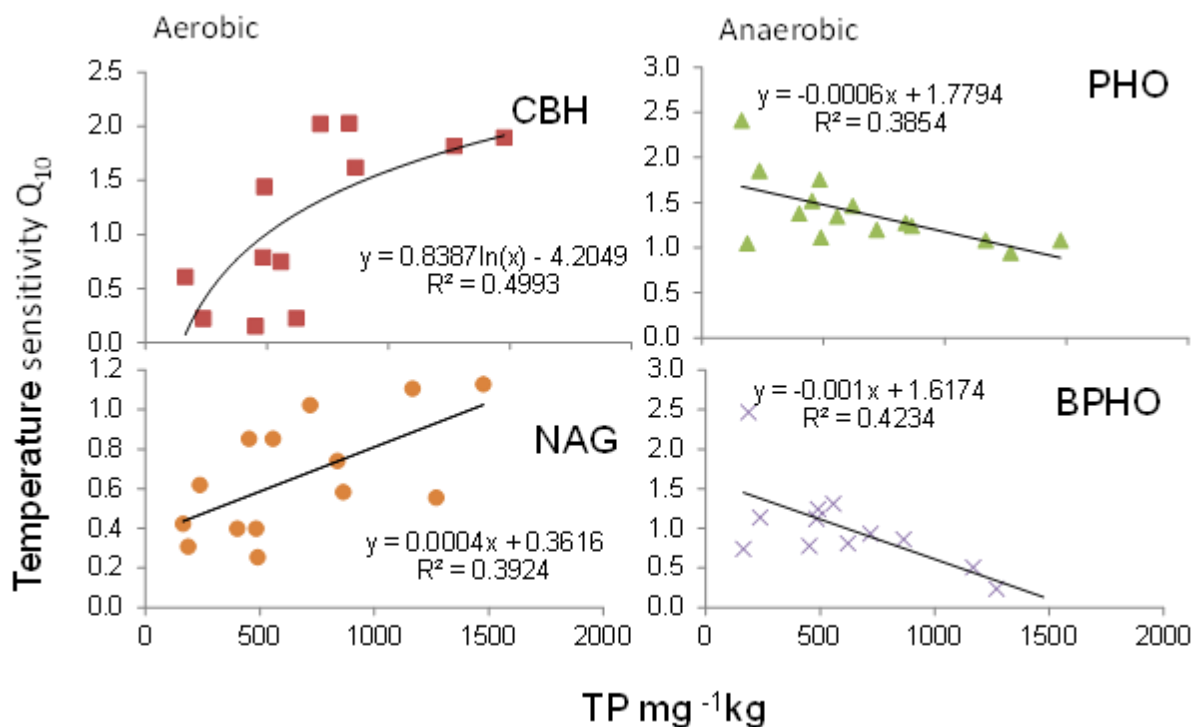 Aerobic
Anaerobic
Temperature sensitivity Q10
2.5
2.0
1.5
1.0
0.5
0.0
CBH
y = 0.8387ln(x) - 4.2049
R² = 0.4993
3.0
2.5
2.0
1.5
1.0
0.5
0.0
y = -0.0006x + 1.7794
R² = 0.3854
PHO
1.2
1.0
0.8
0.6
0.4
0.2
0.0
NAG
y = 0.0004x + 0.3616
R² = 0.3924
0 500 1000 1500 2000
3.0
2.5
2.0
1.5
1.0
0.5
0.0
y = -0.001x + 1.6174
R² = 0.4234
BPHO
0 500 1000 1500 2000
TP mg -1kg